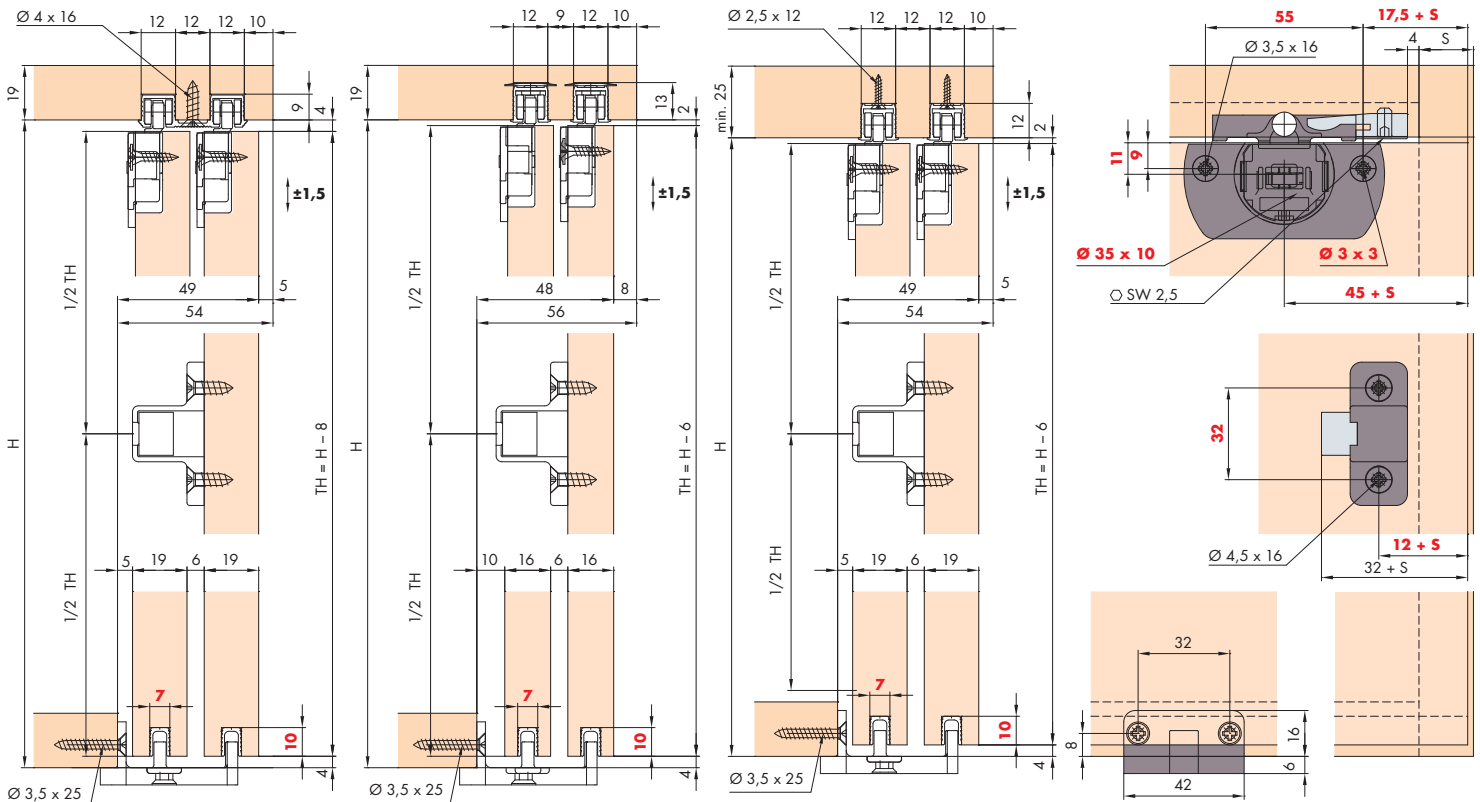 Ø 4 x 16
12
12
12
10
19
9
4
±1,5
1/2 TH
49
5
54
H
TH = H – 8
1/2 TH
5
19
6
19
7
10
4
Ø 3,5 x 25
12
9
12
10
19
13
2
±1,5
1/2 TH
48
8
56
H
TH = H – 6
1/2 TH
10
16
6
16
7
10
4
Ø 3,5 x 25
Ø 2,5 x 12
12
12
12
10
min. 25
12
2
±1,5
1/2 TH
49
5
54
H
TH = H – 6
1/2 TH
5
19
6
19
7
10
4
Ø 3,5 x 25
55
17,5 + S
Ø 3,5 x 16
4
S
11
9
Ø 35 x 10
Ø 3 x 3
SW 2,5
45 + S
32
Ø 4,5 x 16
12 + S
32 + S
32
8
16
6
42